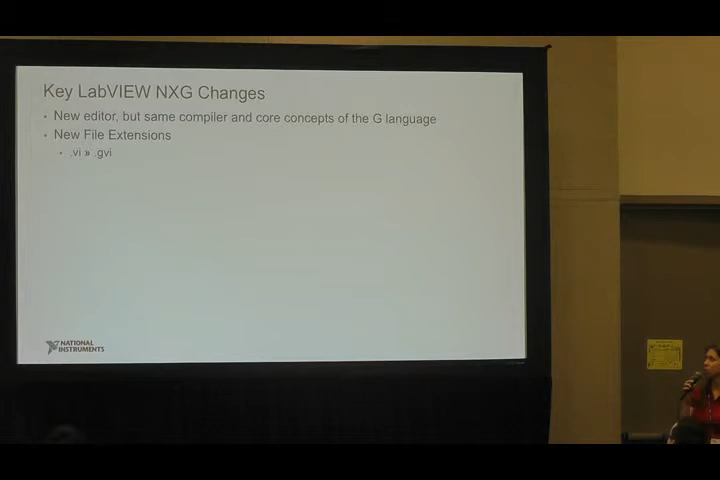 Key LabVIEW NXG Changes
• New editor, but same compiler and core concepts of the G language
• New File Extensions
• .vi » .gvi
NATIONAL
INSTRUMENTS